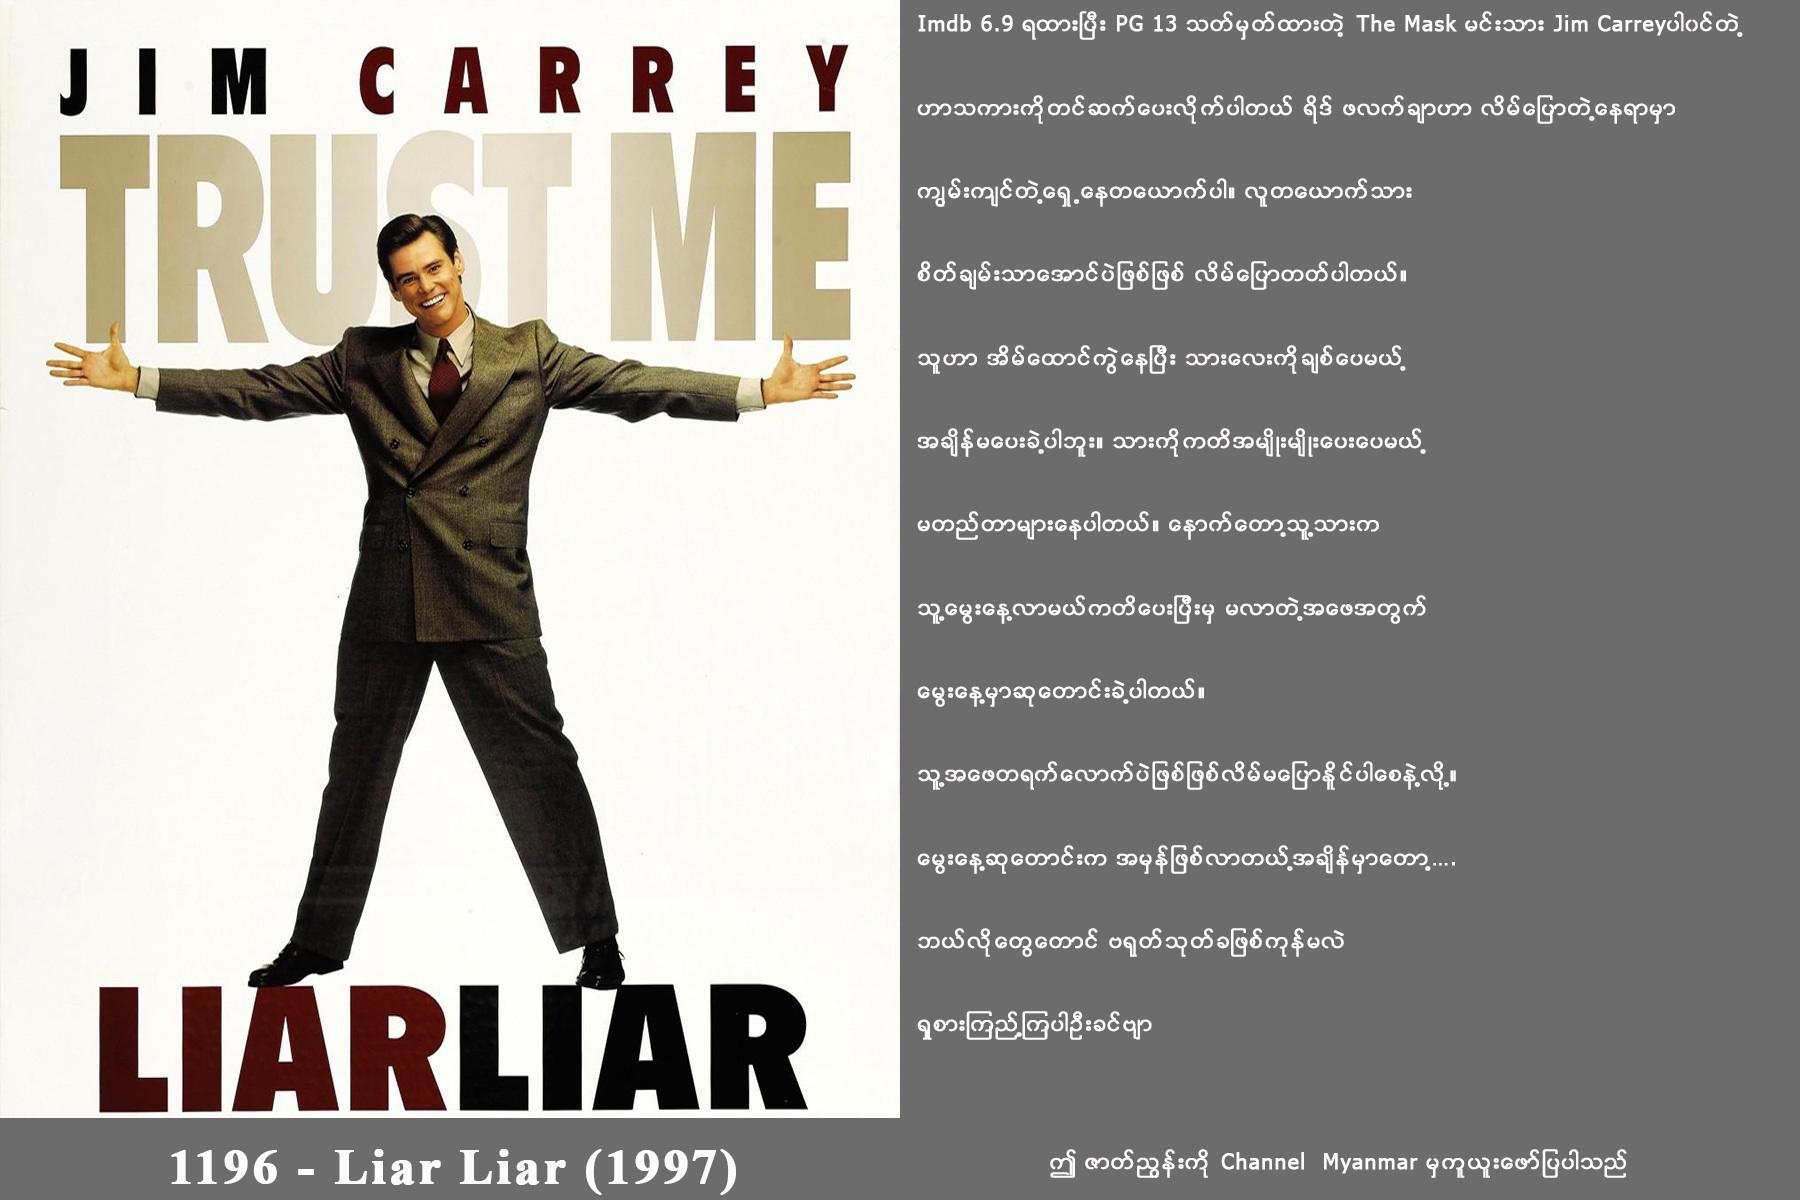 JIM CARREY
TRUST ME
LIAR LIAR
1196 - Liar Liar (1997)
Imdb 6.9 ရထားပြီး PG 13 သတ်မှတ်ထားတဲ့ The Mask မင်းသား Jim Carreyပါဝင်တဲ့
ဟာသကားကိုတင်ဆက်ပေးလိုက်ပါတယ် ရိဒ် ဖလက်ချာဟာ လိမ်ပြောတဲ့နေရာမှာ
ကျွမ်းကျင်တဲ့ရှေ့နေတယောက်ပါ။ လူတယောက်သား
စိတ်ချမ်းသာအောင်ပဲဖြစ်ဖြစ် လိမ်ပြောတတ်ပါတယ်။
သူဟာ အိမ်ထောင်ကွဲနေပြီး သားလေးကိုချစ်ပေမယ့်
အချိန်မပေးခဲ့ပါဘူး။ သားကိုကတိအမျိုးမျိုးပေးပေမယ့်
မတည်တာများနေပါတယ်။ နောက်တော့သူ့သားက
သူ့မွေးနေ့လာမယ်ကတိပေးပြီးမှ မလာတဲ့အဖေအတွက်
မွေးနေ့မှာဆုတောင်းခဲ့ပါတယ်။
သူ့အဖေတရက်လောက်ပဲဖြစ်ဖြစ်လိမ်မပြောနိူင်ပါစေနဲ့လို့။
မွေးနေ့ဆုတောင်းက အမှန်ဖြစ်လာတယ့်အချိန်မှာတော့....
ဘယ်လိုတွေတောင် ဗရုတ်သုတ်ခဖြစ်ကုန်မလဲ
ရှုစားကြည့်ကြပါဦးခင်ဗျာ
ဤ ဇာတ်ညွှန်းကို Channel Myanmar မှကူယူးဖော်ပြပါသည်